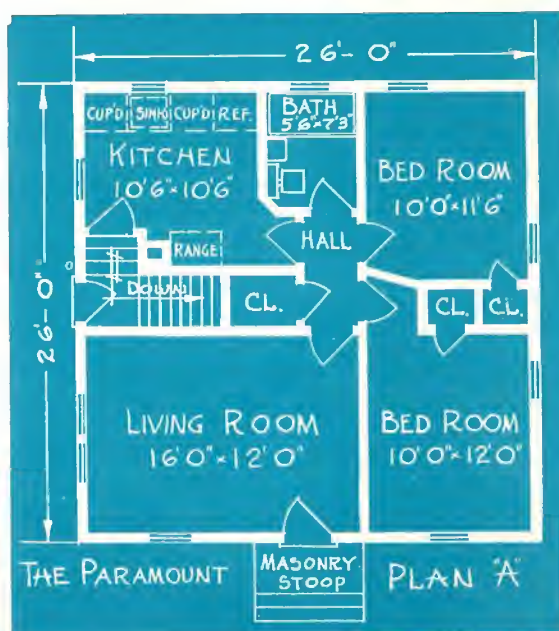 26'-0"
CUP'D SINK CUP'D REF.
BATH
5'6"×7'3"
KITCHEN
10'6"×10'6"
BED ROOM
10'0"×11'6"
HALL
RANGE
26'-0"
DOWN
CL.
CL.
CL.
LIVING ROOM
16'0"×12'0"
BED ROOM
10'0"×12'0"
MASONRY
STOOP
THE PARAMOUNT
PLAN "A"